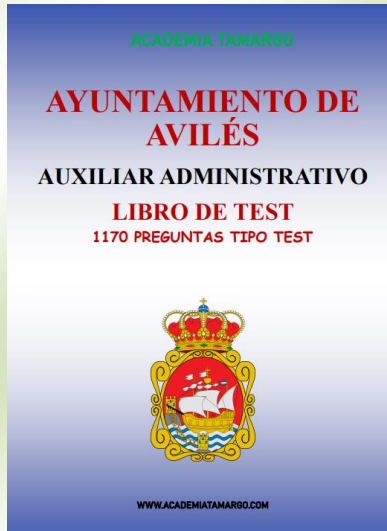 ACADEMIA TAMARGO
AYUNTAMIENTO DE
AVILÉS
AUXILIAR ADMINISTRATIVO
LIBRO DE TEST
1170 PREGUNTAS TIPO TEST
WWW.ACADEMIATAMARGO.COM